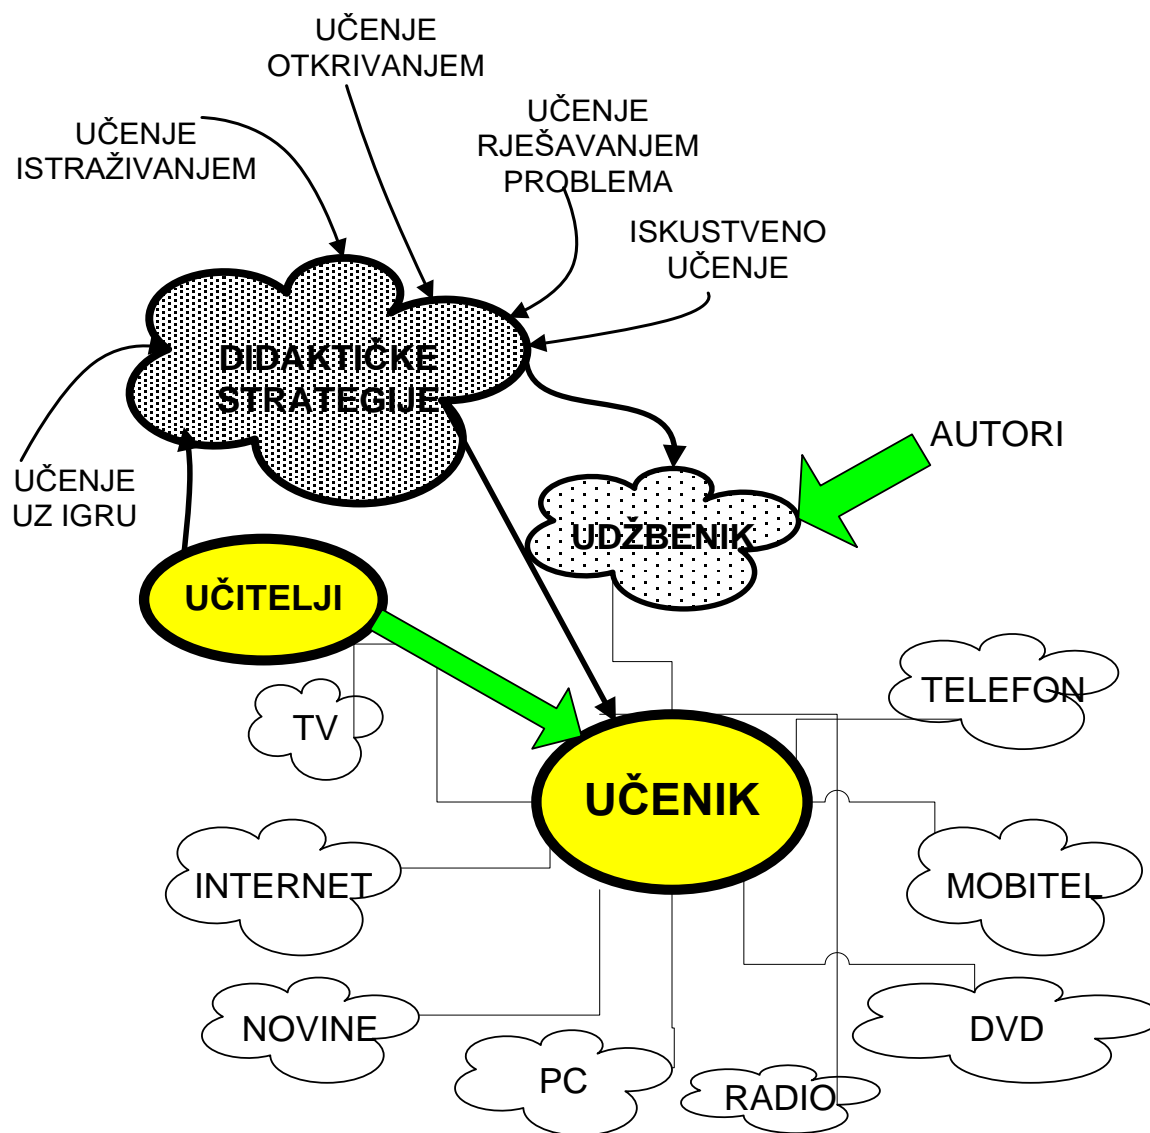 UČENJE
OTKRIVANJEM
UČENJE
ISTRAŽIVANJEM
UČENJE
RJEŠAVANJEM
PROBLEMA
ISKUSTVENO
UČENJE
DIDAKTIČKE
STRATEGIJE
AUTORI
UČENJE
UZ IGRU
UDŽBENIK
UČITELJI
TELEFON
TV
UČENIK
INTERNET
MOBITEL
NOVINE
DVD
PC
RADIO